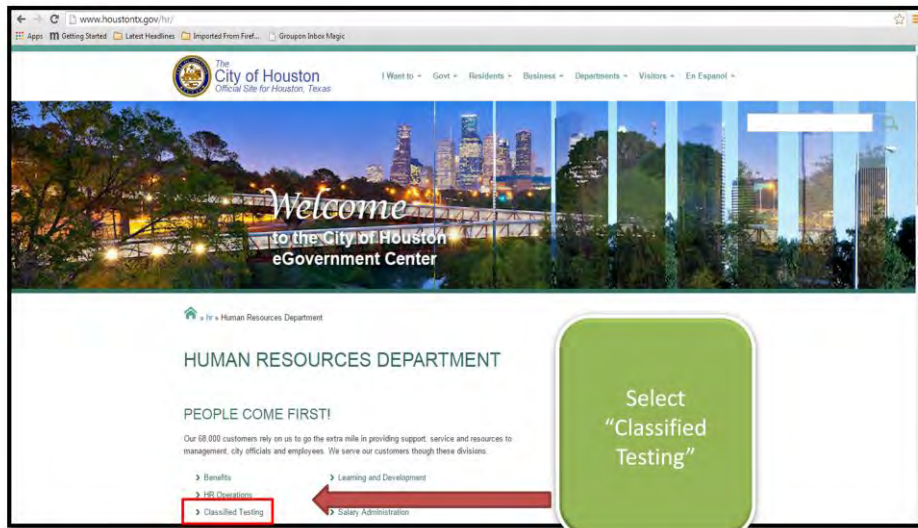 www.houstontx.gov/hr/
Apps Getting Started Latest Headlines Imported From Firef... Groupon Inbox Magic
The
City of Houston
Official Site for Houston, Texas
I Want to Govt Residents Business Departments Visitors En Espanol
Welcome
to the City of Houston
eGovernment Center
» hr » Human Resources Department
HUMAN RESOURCES DEPARTMENT
PEOPLE COME FIRST!
Our 68,000 customers rely on us to go the extra mile in providing support, service and resources to
management, city officials and employees. We serve our customers though these divisions.
Benefits Learning and Development
HR Operations
Classified Testing Salary Administration
Select
“Classified
Testing”